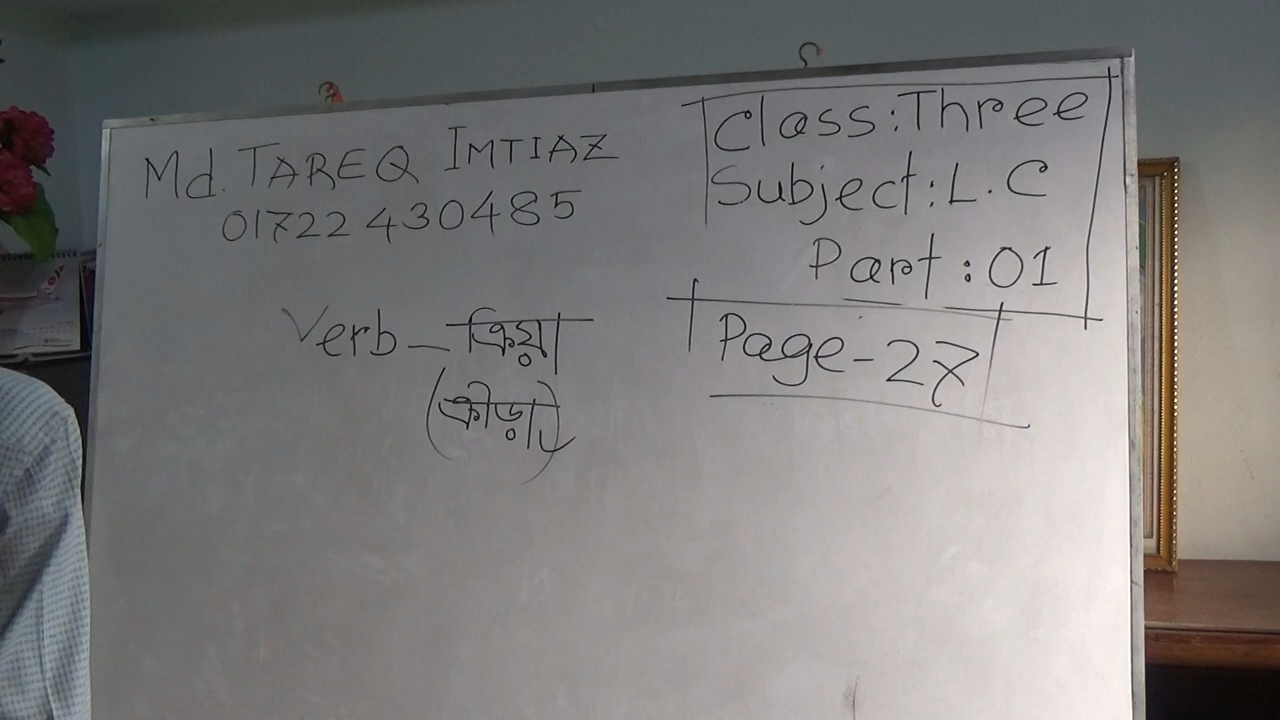 Md. TAREQ IMTIAZ
01722430485
Class:Three
Subject:L.C
Part:01
Page-27
Verb-ক্রিয়া
(ক্রীড়া)